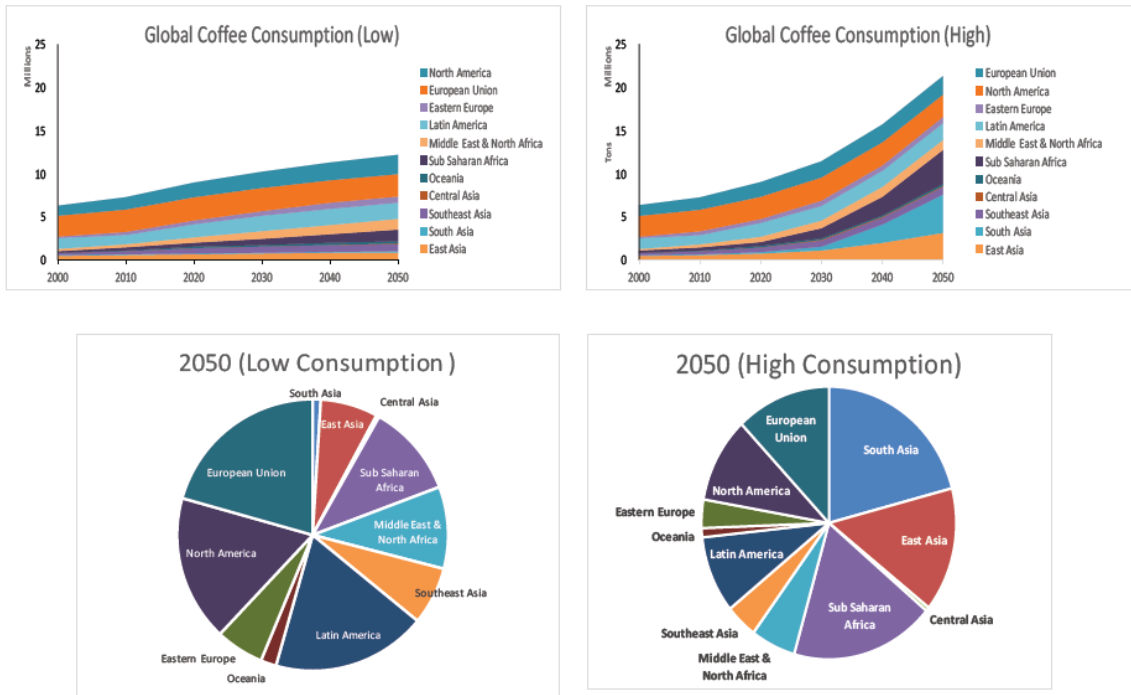 Global Coffee Consumption (Low)
Millions
25
20
15
10
5
0
2000 2010 2020 2030 2040 2050
North America
European Union
Eastern Europe
Latin America
Middle East & North Africa
Sub Saharan Africa
Oceania
Central Asia
Southeast Asia
South Asia
East Asia
Global Coffee Consumption (High)
Millions
Tons
25
20
15
10
5
0
2000 2010 2020 2030 2040 2050
European Union
North America
Eastern Europe
Latin America
Middle East & North Africa
Sub Saharan Africa
Oceania
Central Asia
Southeast Asia
South Asia
East Asia
2050 (Low Consumption )
South Asia
East Asia
Central Asia
Sub Saharan
Africa
Middle East &
North Africa
Southeast Asia
Latin America
Oceania
Eastern Europe
North America
European Union
2050 (High Consumption)
South Asia
East Asia
Central Asia
Sub Saharan
Africa
Middle East &
North Africa
Southeast Asia
Latin America
Oceania
Eastern Europe
North America
European
Union